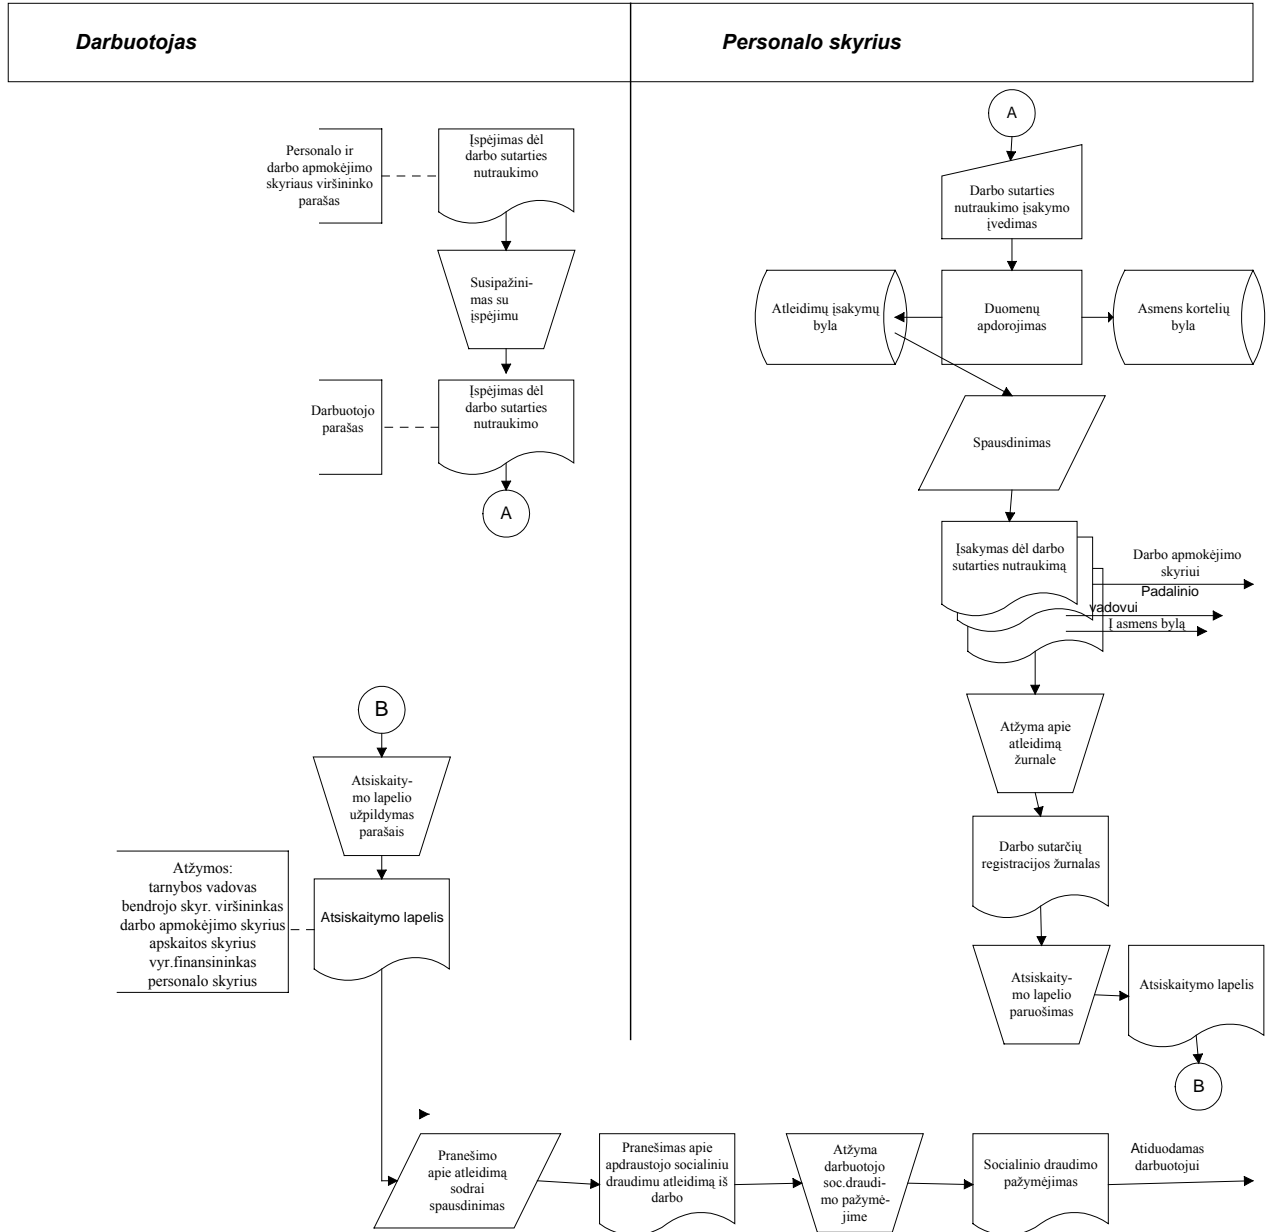 Darbuotojas
Personalo skyrius
Personalo ir
darbo apmokėjimo
skyriaus viršininko
parašas
Įspėjimas dėl
darbo sutarties
nutraukimo
Susipažini-
mas su
įspėjimu
Darbuotojo
parašas
Įspėjimas dėl
darbo sutarties
nutraukimo
A
A
Darbo sutarties
nutraukimo įsakymo
įvedimas
Atleidimų įsakymų
byla
Duomenų
apdorojimas
Asmens kortelių
byla
Spausdinimas
Įsakymas dėl darbo
sutarties nutraukimą
Darbo apmokėjimo
skyriui
Padalinio
vadovui
Į asmens bylą
Atžyma apie
atleidimą
žurnale
Darbo sutarčių
registracijos žurnalas
Atsiskaity-
mo lapelio
paruošimas
Atsiskaitymo lapelis
B
B
Atsiskaity-
mo lapelio
užpildymas
parašais
Atžymos:
tarnybos vadovas
bendrojo skyr. viršininkas
darbo apmokėjimo skyrius
apskaitos skyrius
vyr.finansininkas
personalo skyrius
Atsiskaitymo lapelis
Pranešimo
apie atleidimą
sodrai
spausdinimas
Pranešimas apie
apdraustojo socialiniu
draudimu atleidimą iš
darbo
Atžyma
darbuotojo
soc.draudi-
mo pažymė-
jime
Socialinio draudimo
pažymėjimas
Atiduodamas
darbuotojui